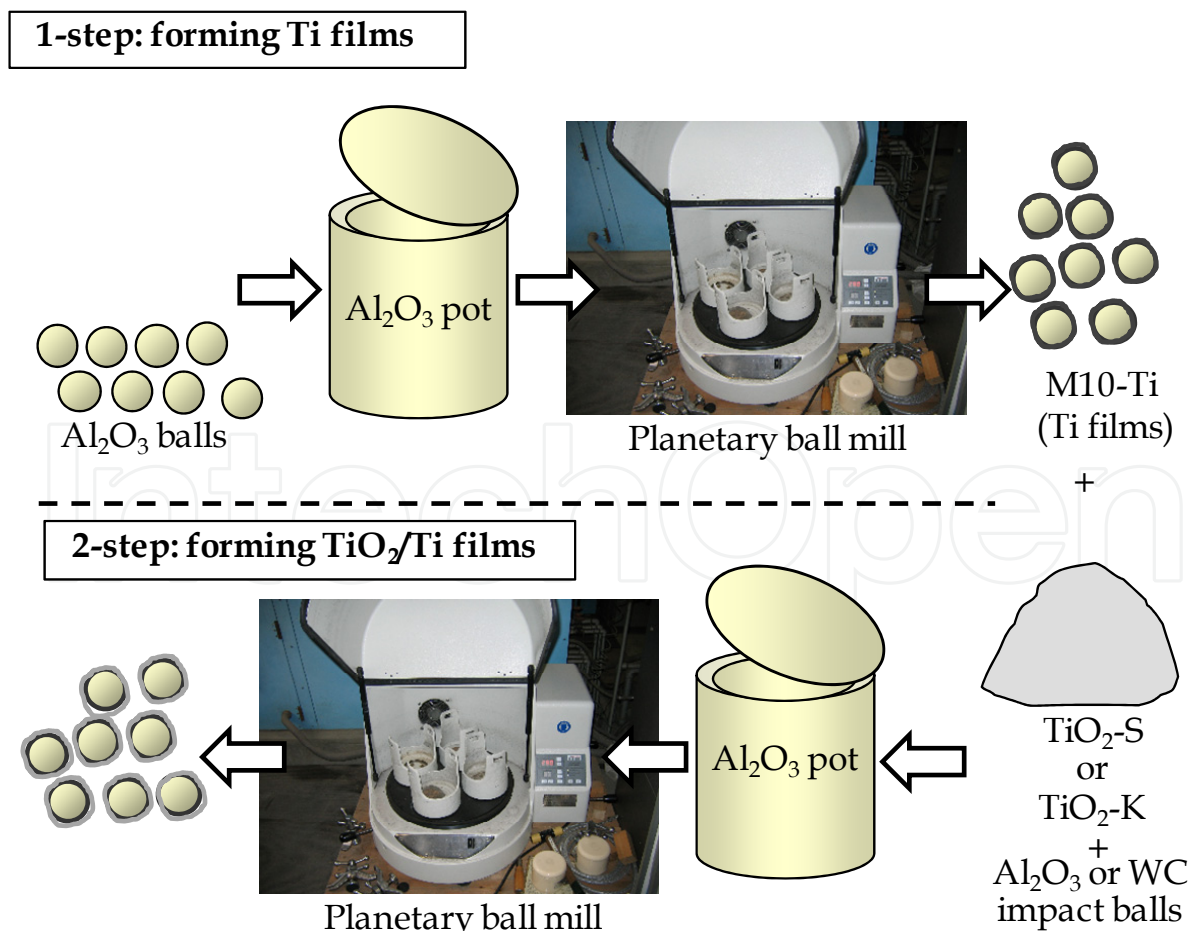 1-step: forming Ti films
Al₂O₃ balls
Al₂O₃ pot
Planetary ball mill
M10-Ti
(Ti films)
+
IntechOpen
2-step: forming TiO₂/Ti films
TiO₂-S
or
TiO₂-K
+
Al₂O₃ or WC
impact balls
Al₂O₃ pot
Planetary ball mill